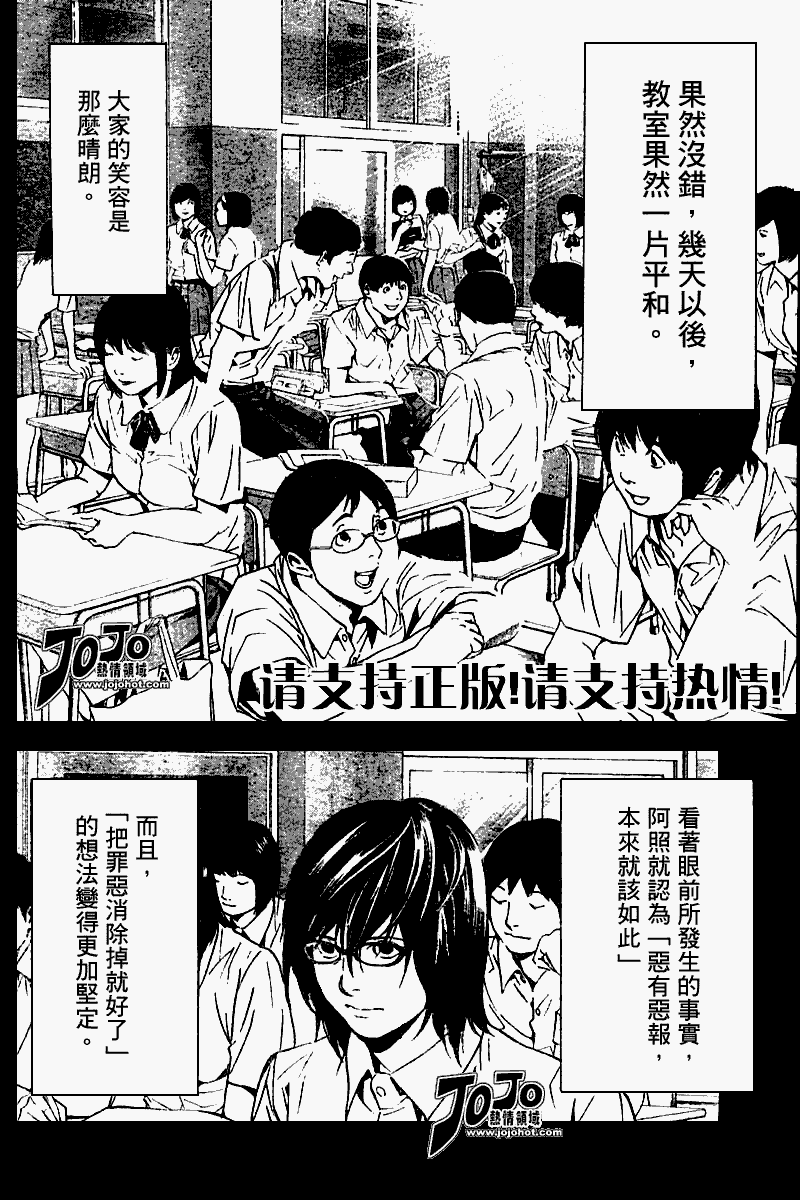 果然沒錯，幾天以後，
教室果然一片平和。
大家的笑容是
那麼晴朗。
JOJO
熱情領域
www.jojohot.com
请支持正版!请支持热情!
看著眼前所發生的事實，
阿照就認為「惡有惡報，
本來就該如此」
而且，
「把罪惡消除掉就好了」
的想法變得更加堅定。
JOJO
熱情領域
www.jojohot.com